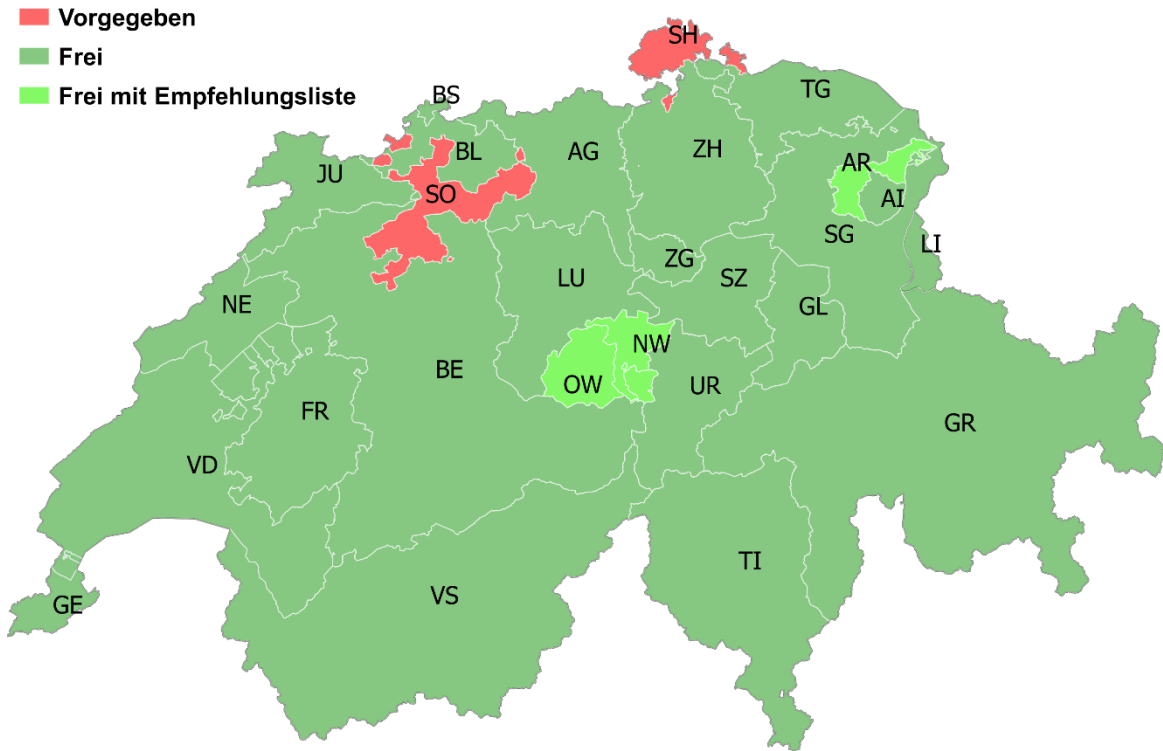 Vorgegeben
Frei
Frei mit Empfehlungsliste
SH
BS
TG
BL
AG
ZH
AR
JU
SO
AI
SG
LI
ZG
LU
SZ
NE
GL
NW
BE
OW
UR
FR
GR
VD
TI
VS
GE